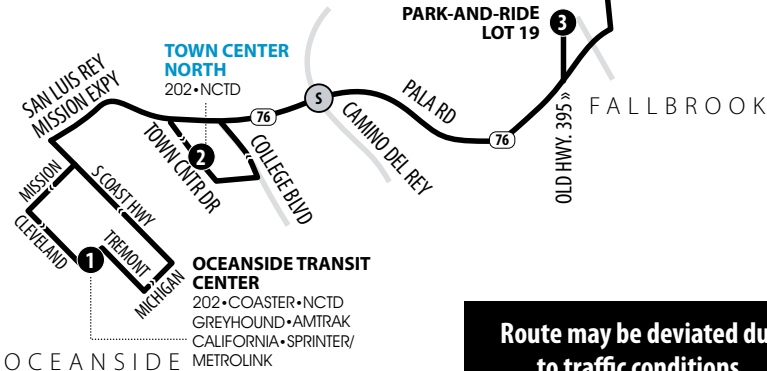 PARK-AND-RIDE
LOT 19
3
TOWN CENTER
NORTH
202•NCTD
SAN LUIS REY
MISSION EXPY
76
S
PALA RD
CAMINO DEL REY
76
OLD HWY. 395»
FALLBROOK
TOWN CNTR DR
2
COLLEGE BLVD
MISSION
S COAST HWY
CLEVELAND
1
TREMONT
MICHIGAN
OCEANSIDE TRANSIT
CENTER
202•COASTER•NCTD
GREYHOUND•AMTRAK
CALIFORNIA•SPRINTER/
METROLINK
OCEANSIDE
Route may be deviated du
to traffic conditions